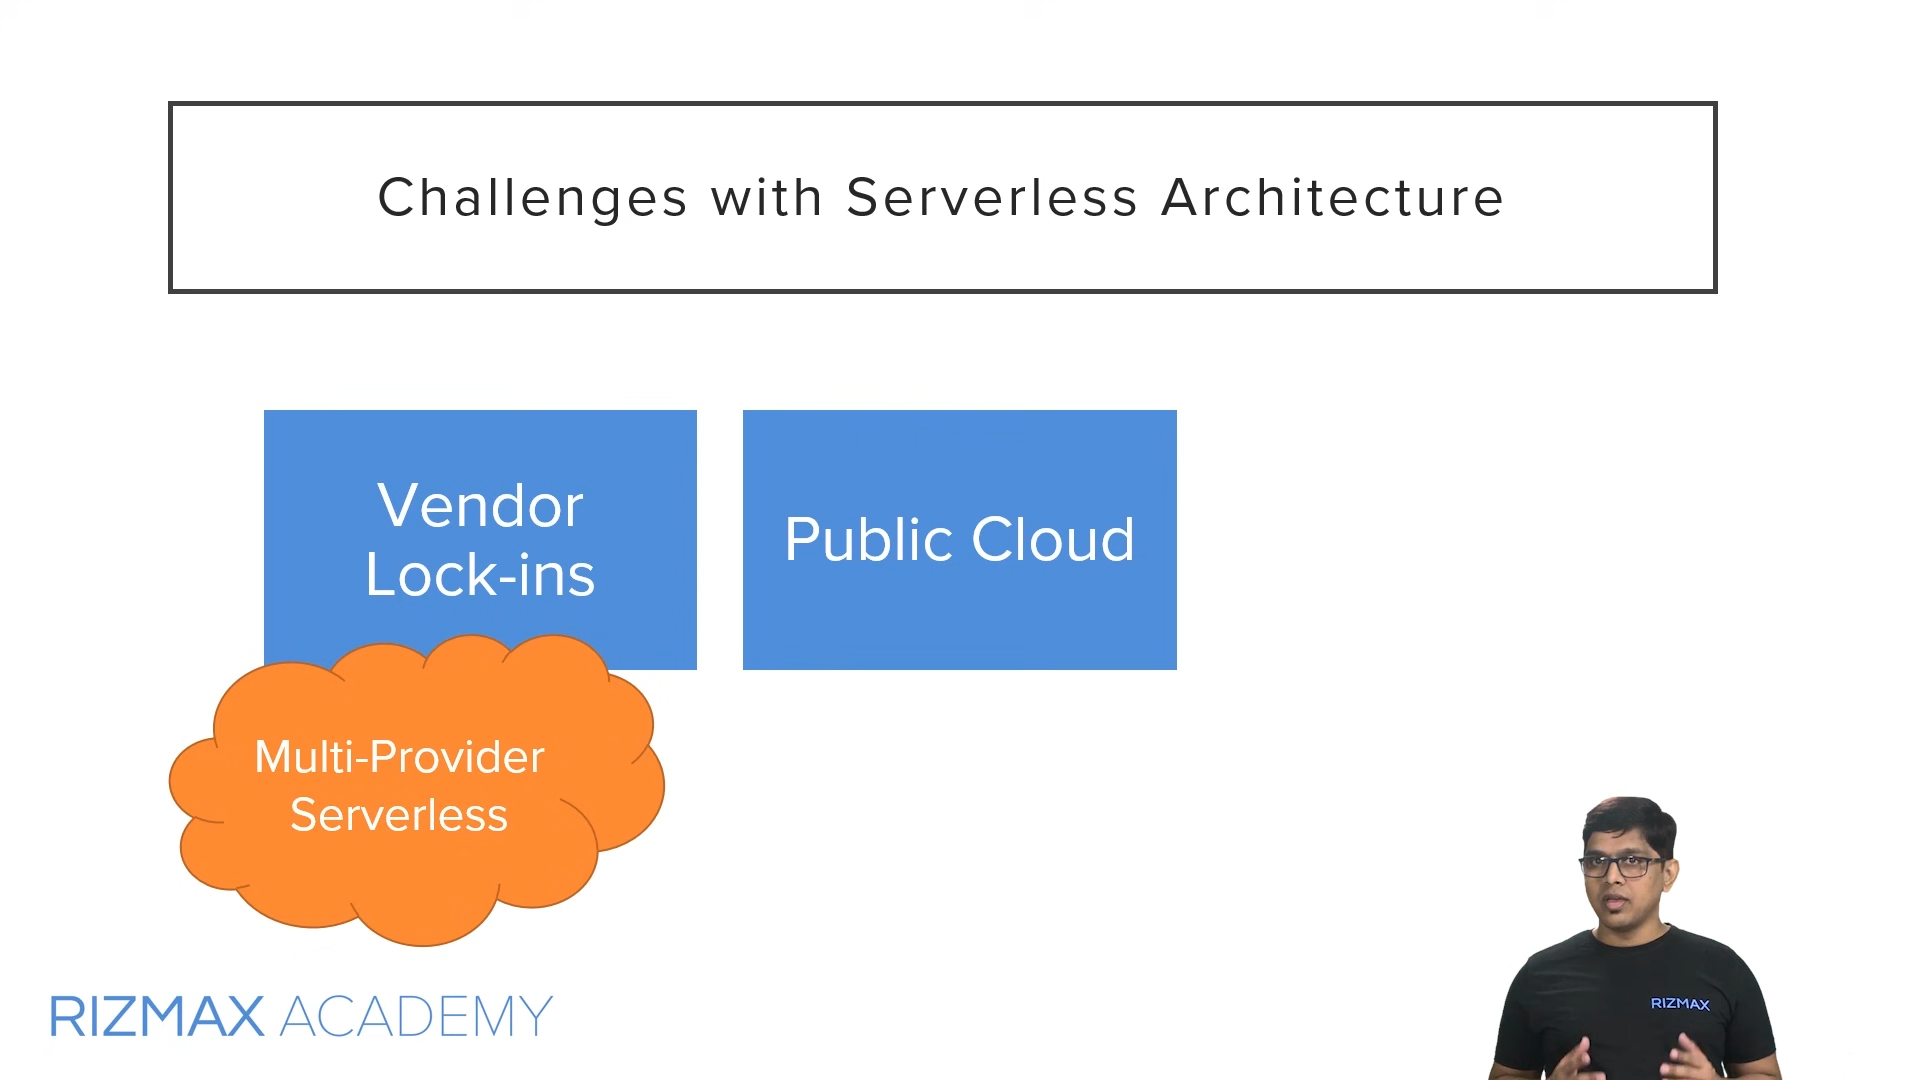 Challenges with Serverless Architecture
Vendor
Lock-ins
Public Cloud
Multi-Provider
Serverless
RIZMAX ACADEMY
RIZMAX